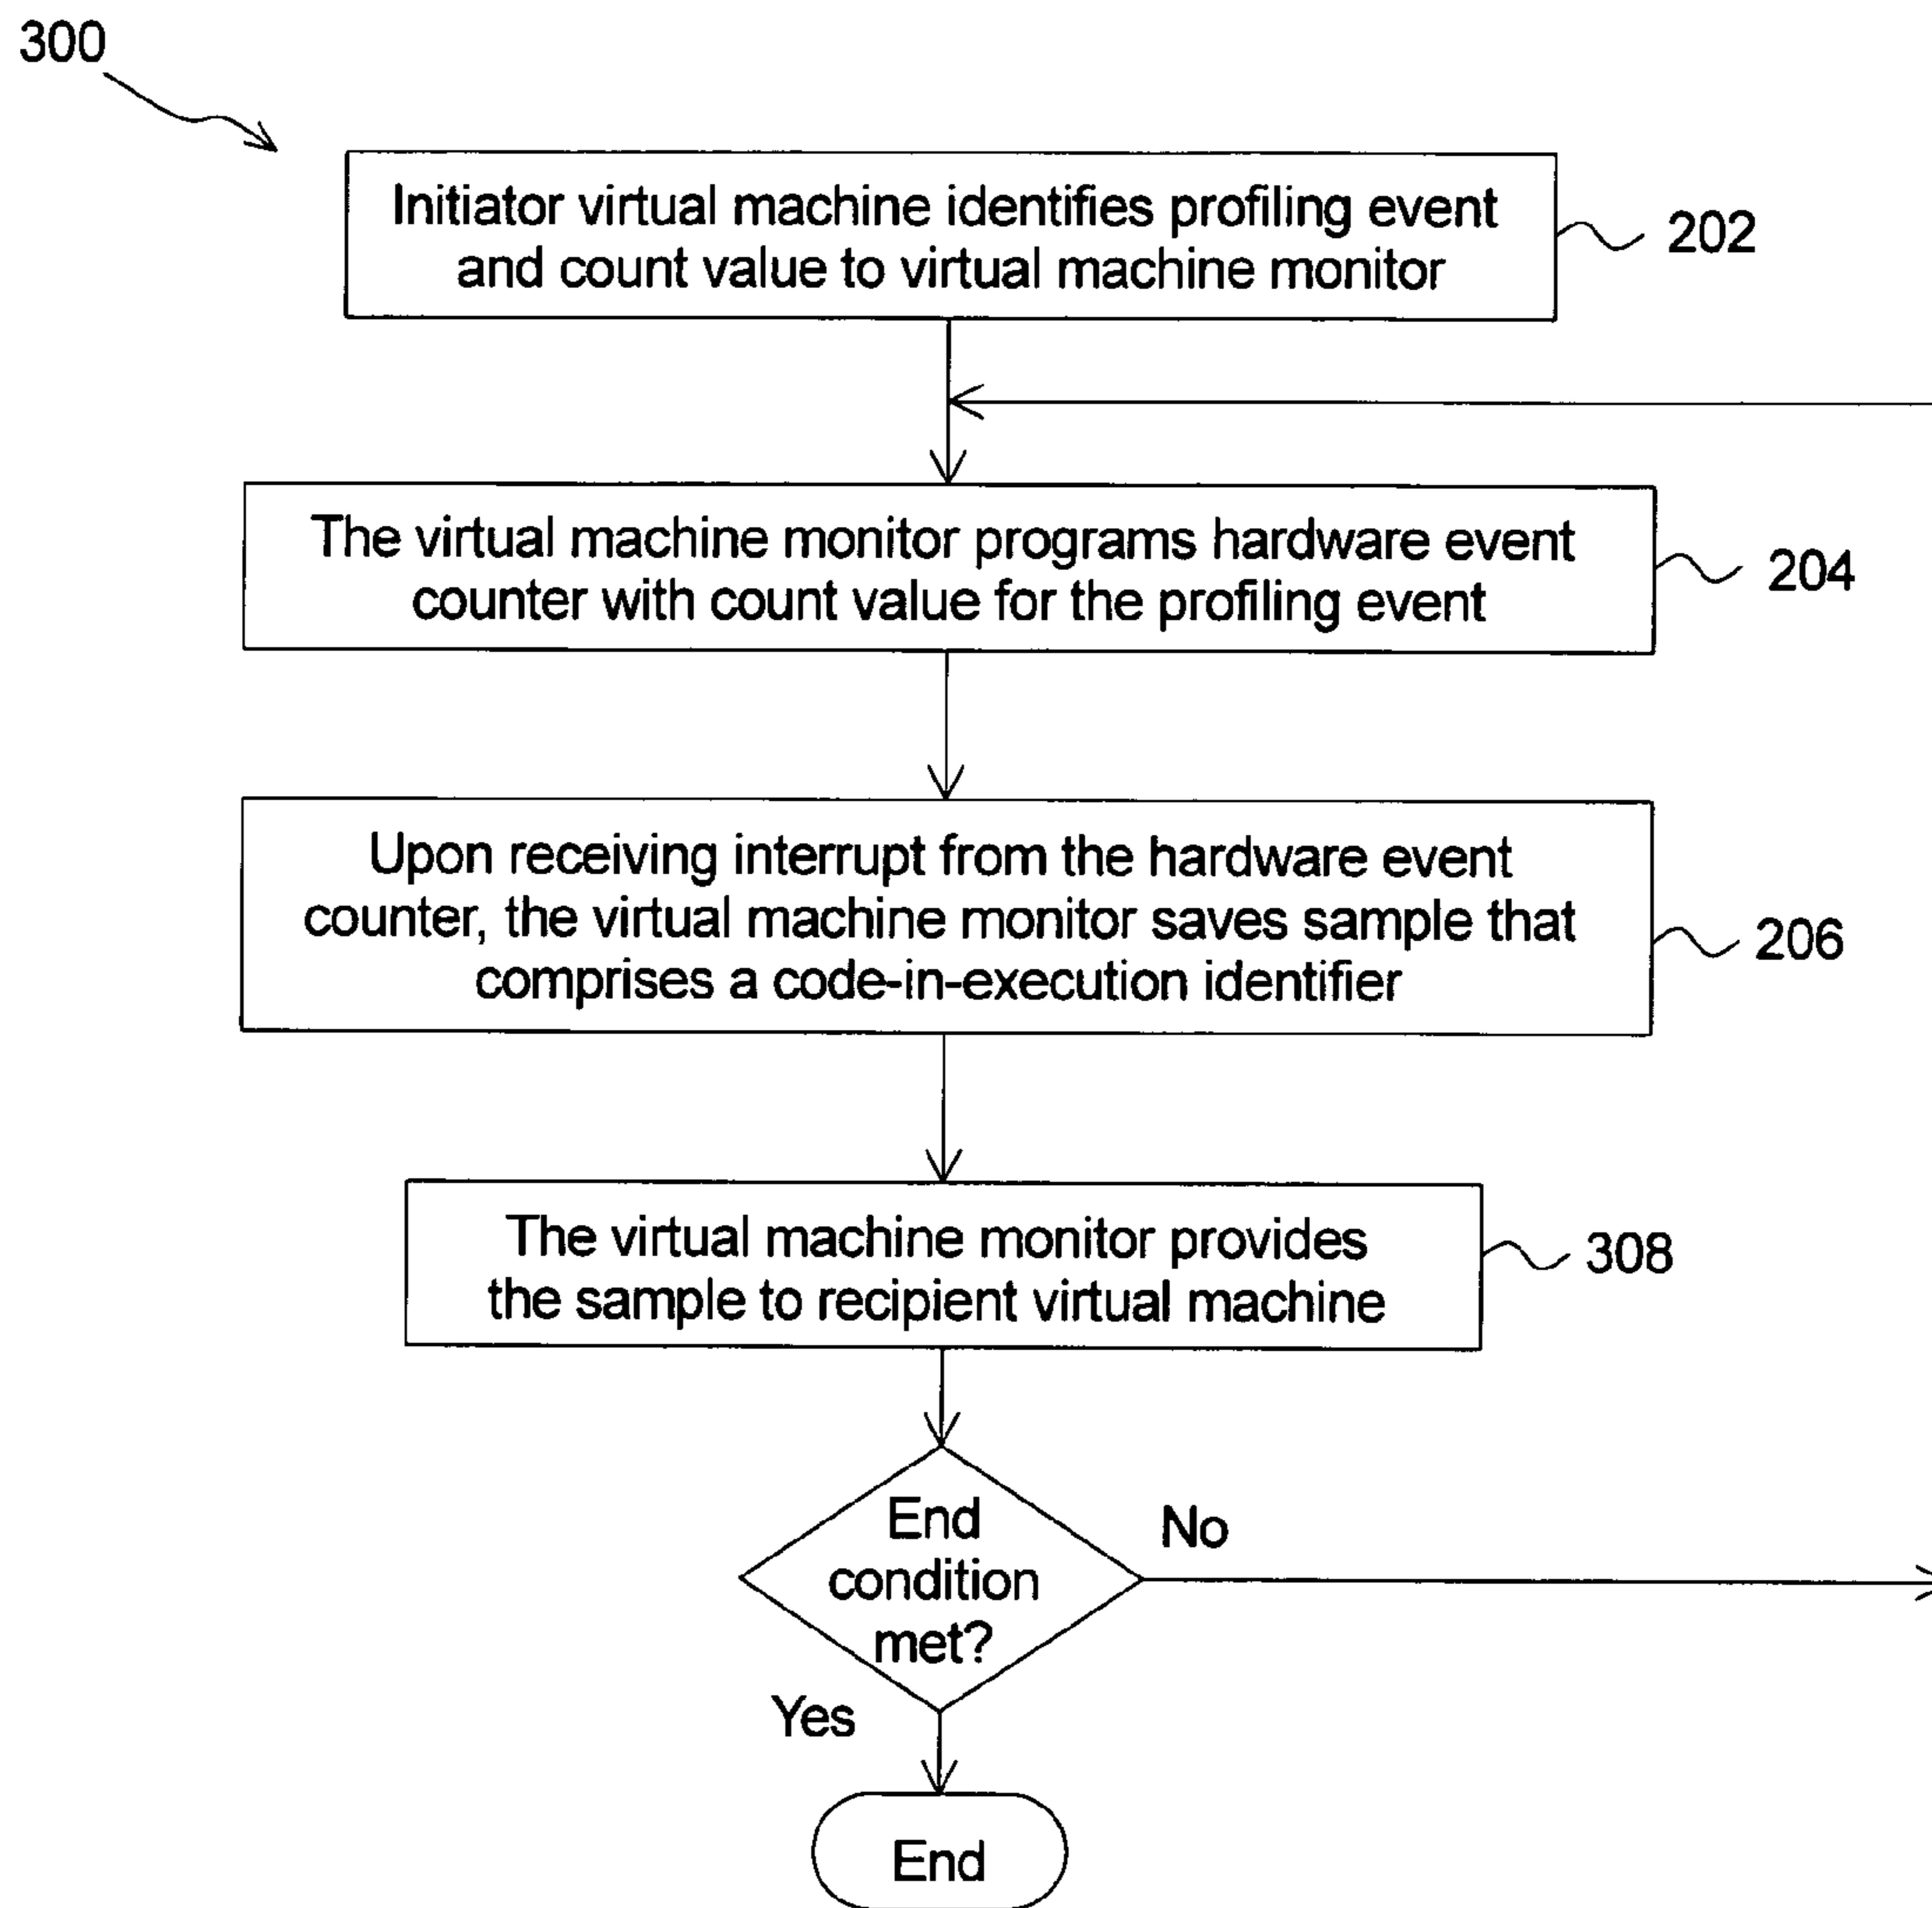 300
Initiator virtual machine identifies profiling event
and count value to virtual machine monitor
202
The virtual machine monitor programs hardware event
counter with count value for the profiling event
204
Upon receiving interrupt from the hardware event
counter, the virtual machine monitor saves sample that
comprises a code-in-execution identifier
206
The virtual machine monitor provides
the sample to recipient virtual machine
308
End
condition
met?
No
Yes
End